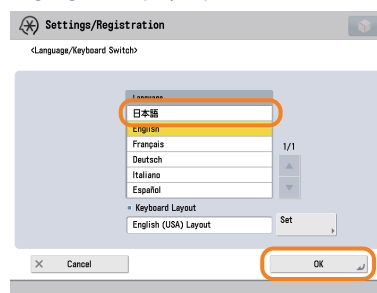 Settings/Registration
<Language/Keyboard Switch>
Language
日本語
English
Français
1/1
Deutsch
Italiano
Español
Keyboard Layout
English (USA) Layout
Set
Cancel
OK